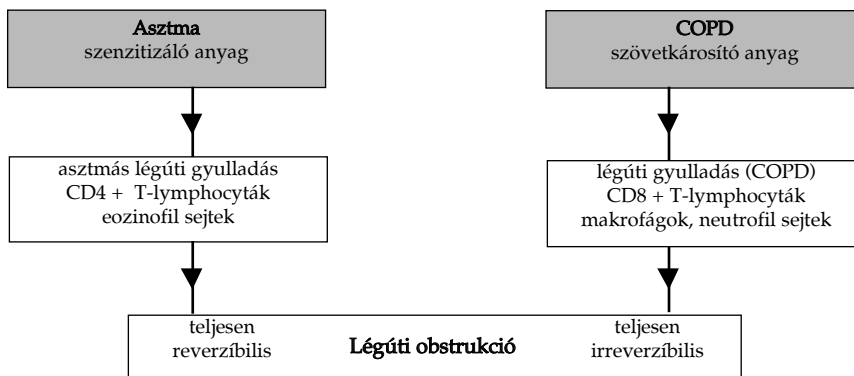 Asztma
szenzitizáló anyag
COPD
szövetkárosító anyag
asztmás légúti gyulladás
CD4 + T-lymphocyták
eozinofil sejtek
légúti gyulladás (COPD)
CD8 + T-lymphocyták
makrofágok, neutrofil sejtek
teljesen
reverzíbilis
Légúti obstrukció
teljesen
irreverzíbilis